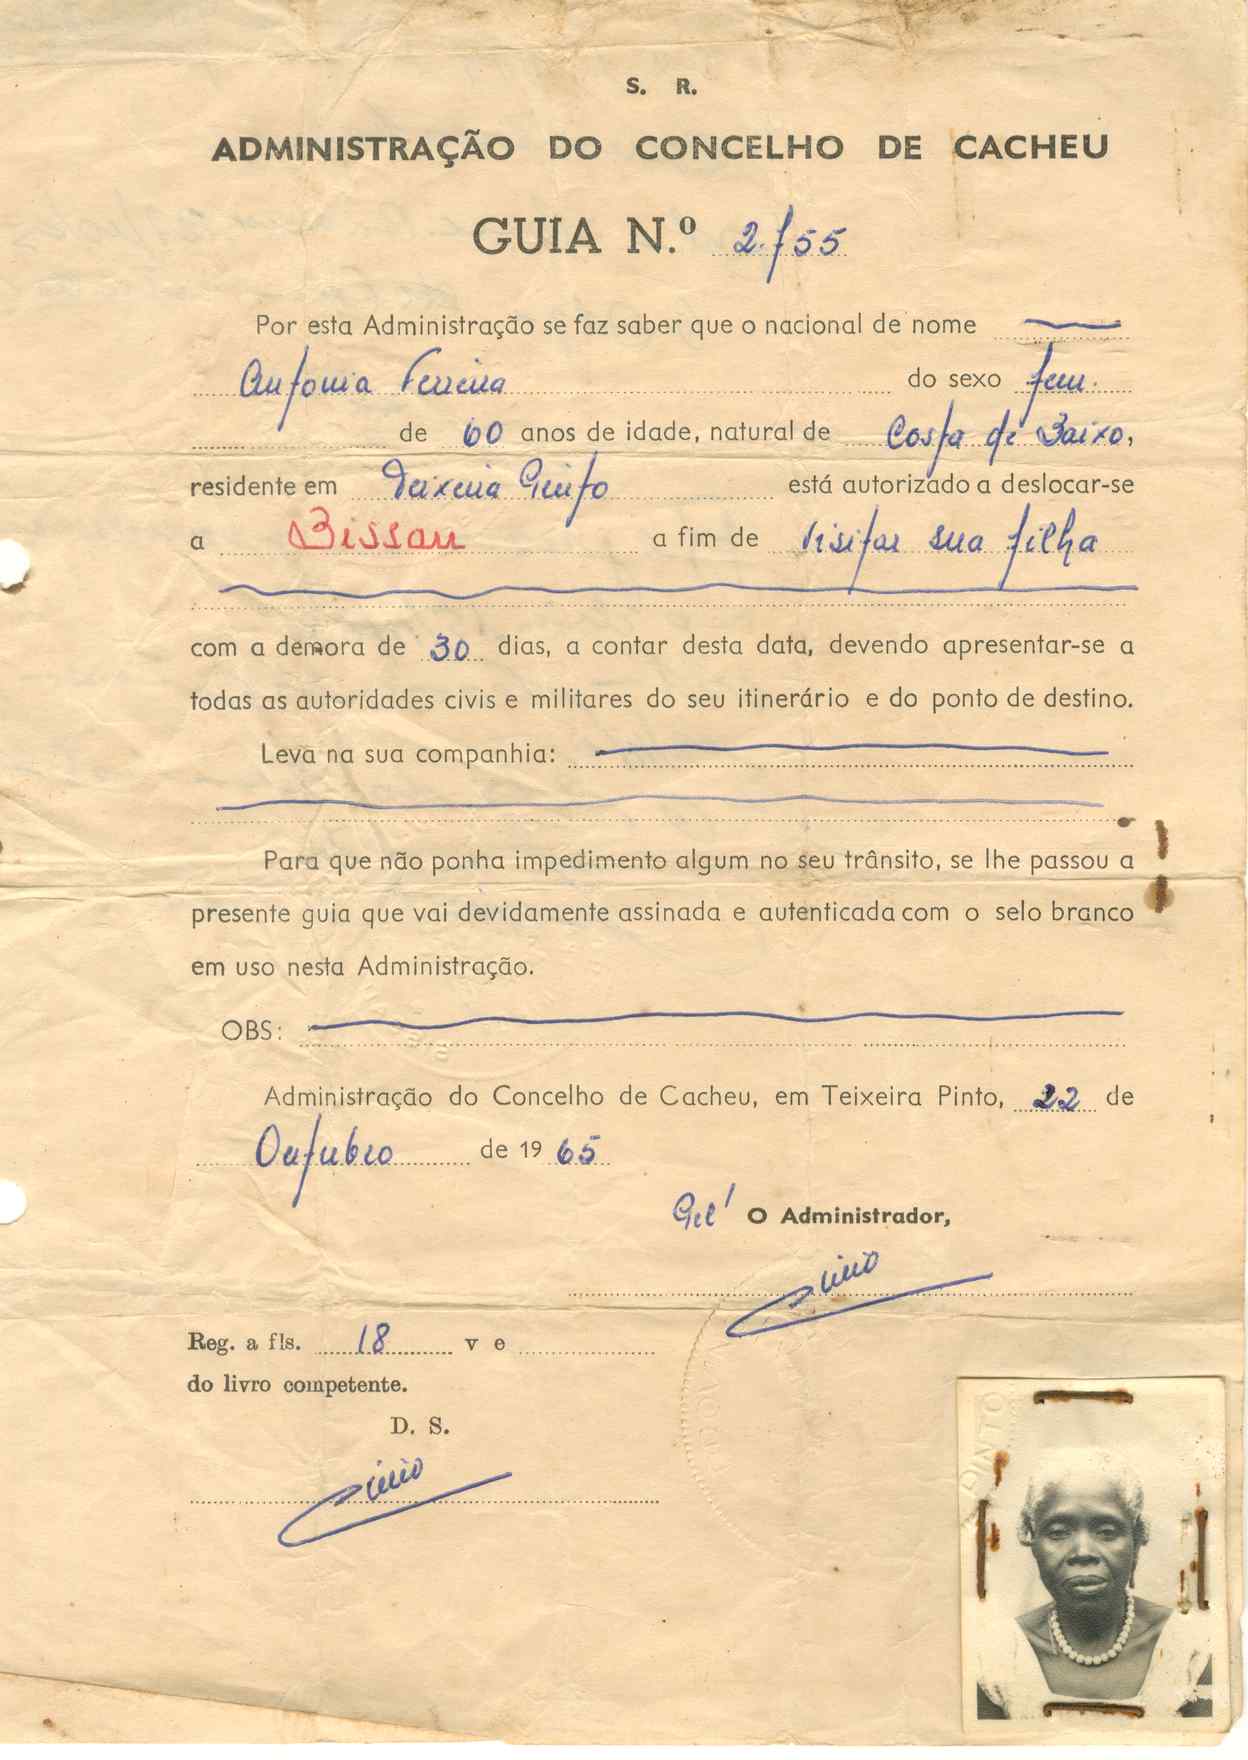 S. R.
ADMINISTRAÇÃO DO CONCELHO DE CACHEU
GUIA N.º 2./55
Por esta Administração se faz saber que o nacional de nome
Antonia Ferreira do sexo fem.
de 60 anos de idade, natural de Costa de Baixo,
residente em Teixeira Pinto está autorizado a deslocar-se
a Bissau a fim de visitar sua filha
com a demora de 30 dias, a contar desta data, devendo apresentar-se a
todas as autoridades civis e militares do seu itinerário e do ponto de destino.
Leva na sua companhia:
Para que não ponha impedimento algum no seu trânsito, se lhe passou a
presente guia que vai devidamente assinada e autenticada com o selo branco
em uso nesta Administração.
OBS:
Administração do Concelho de Cacheu, em Teixeira Pinto, 22 de
Outubro de 1965
O Administrador,
Reg. a fls. 18 v e
do livro competente.
D. S.
PINTO